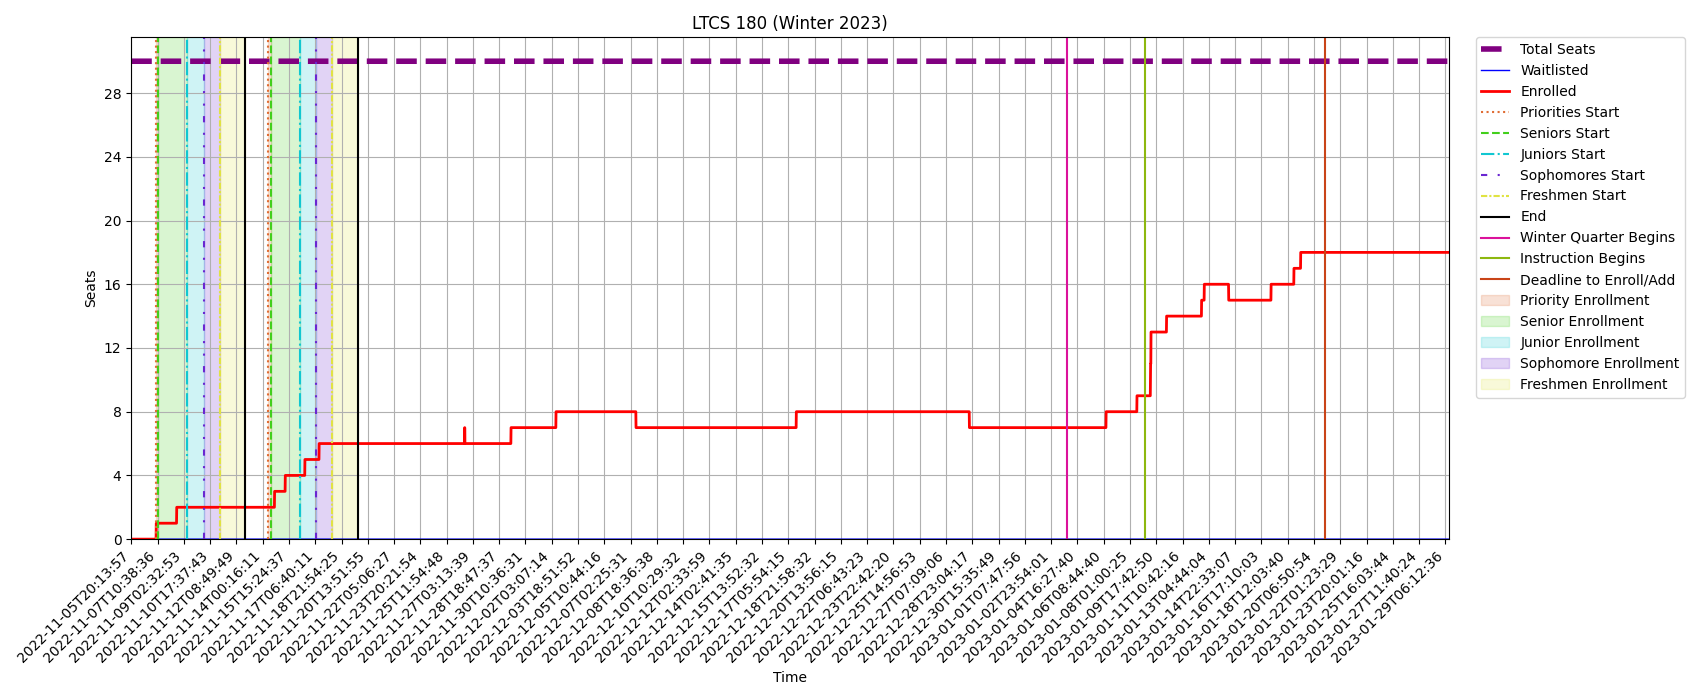 LTCS 180 (Winter 2023)
Seats
28
24
20
16
12
8
4
0
2022-11-05T20:13:57
2022-11-07T10:38:36
2022-11-09T02:32:53
2022-11-10T17:37:43
2022-11-12T08:49:49
2022-11-14T00:16:11
2022-11-15T15:24:37
2022-11-17T06:40:11
2022-11-18T21:54:25
2022-11-20T13:51:55
2022-11-22T05:06:27
2022-11-23T20:21:54
2022-11-25T11:54:48
2022-11-27T03:13:39
2022-11-28T18:47:37
2022-11-30T10:36:31
2022-12-02T03:07:14
2022-12-03T18:51:52
2022-12-05T10:44:16
2022-12-07T02:25:31
2022-12-08T18:36:38
2022-12-10T10:29:32
2022-12-12T02:33:59
2022-12-14T02:41:35
2022-12-15T13:52:32
2022-12-17T05:54:15
2022-12-18T21:58:32
2022-12-20T13:56:15
2022-12-22T06:43:23
2022-12-23T22:42:20
2022-12-25T14:56:53
2022-12-27T07:09:06
2022-12-28T23:04:17
2022-12-30T15:35:49
2023-01-01T07:47:56
2023-01-02T23:54:01
2023-01-04T16:27:40
2023-01-06T08:44:40
2023-01-08T01:00:25
2023-01-09T17:42:50
2023-01-11T10:42:16
2023-01-13T04:44:04
2023-01-14T22:33:07
2023-01-16T17:10:03
2023-01-18T12:03:40
2023-01-20T06:50:54
2023-01-22T01:23:29
2023-01-23T20:01:16
2023-01-25T16:03:44
2023-01-27T11:40:24
2023-01-29T06:12:36
Time
Total Seats
Waitlisted
Enrolled
Priorities Start
Seniors Start
Juniors Start
Sophomores Start
Freshmen Start
End
Winter Quarter Begins
Instruction Begins
Deadline to Enroll/Add
Priority Enrollment
Senior Enrollment
Junior Enrollment
Sophomore Enrollment
Freshmen Enrollment